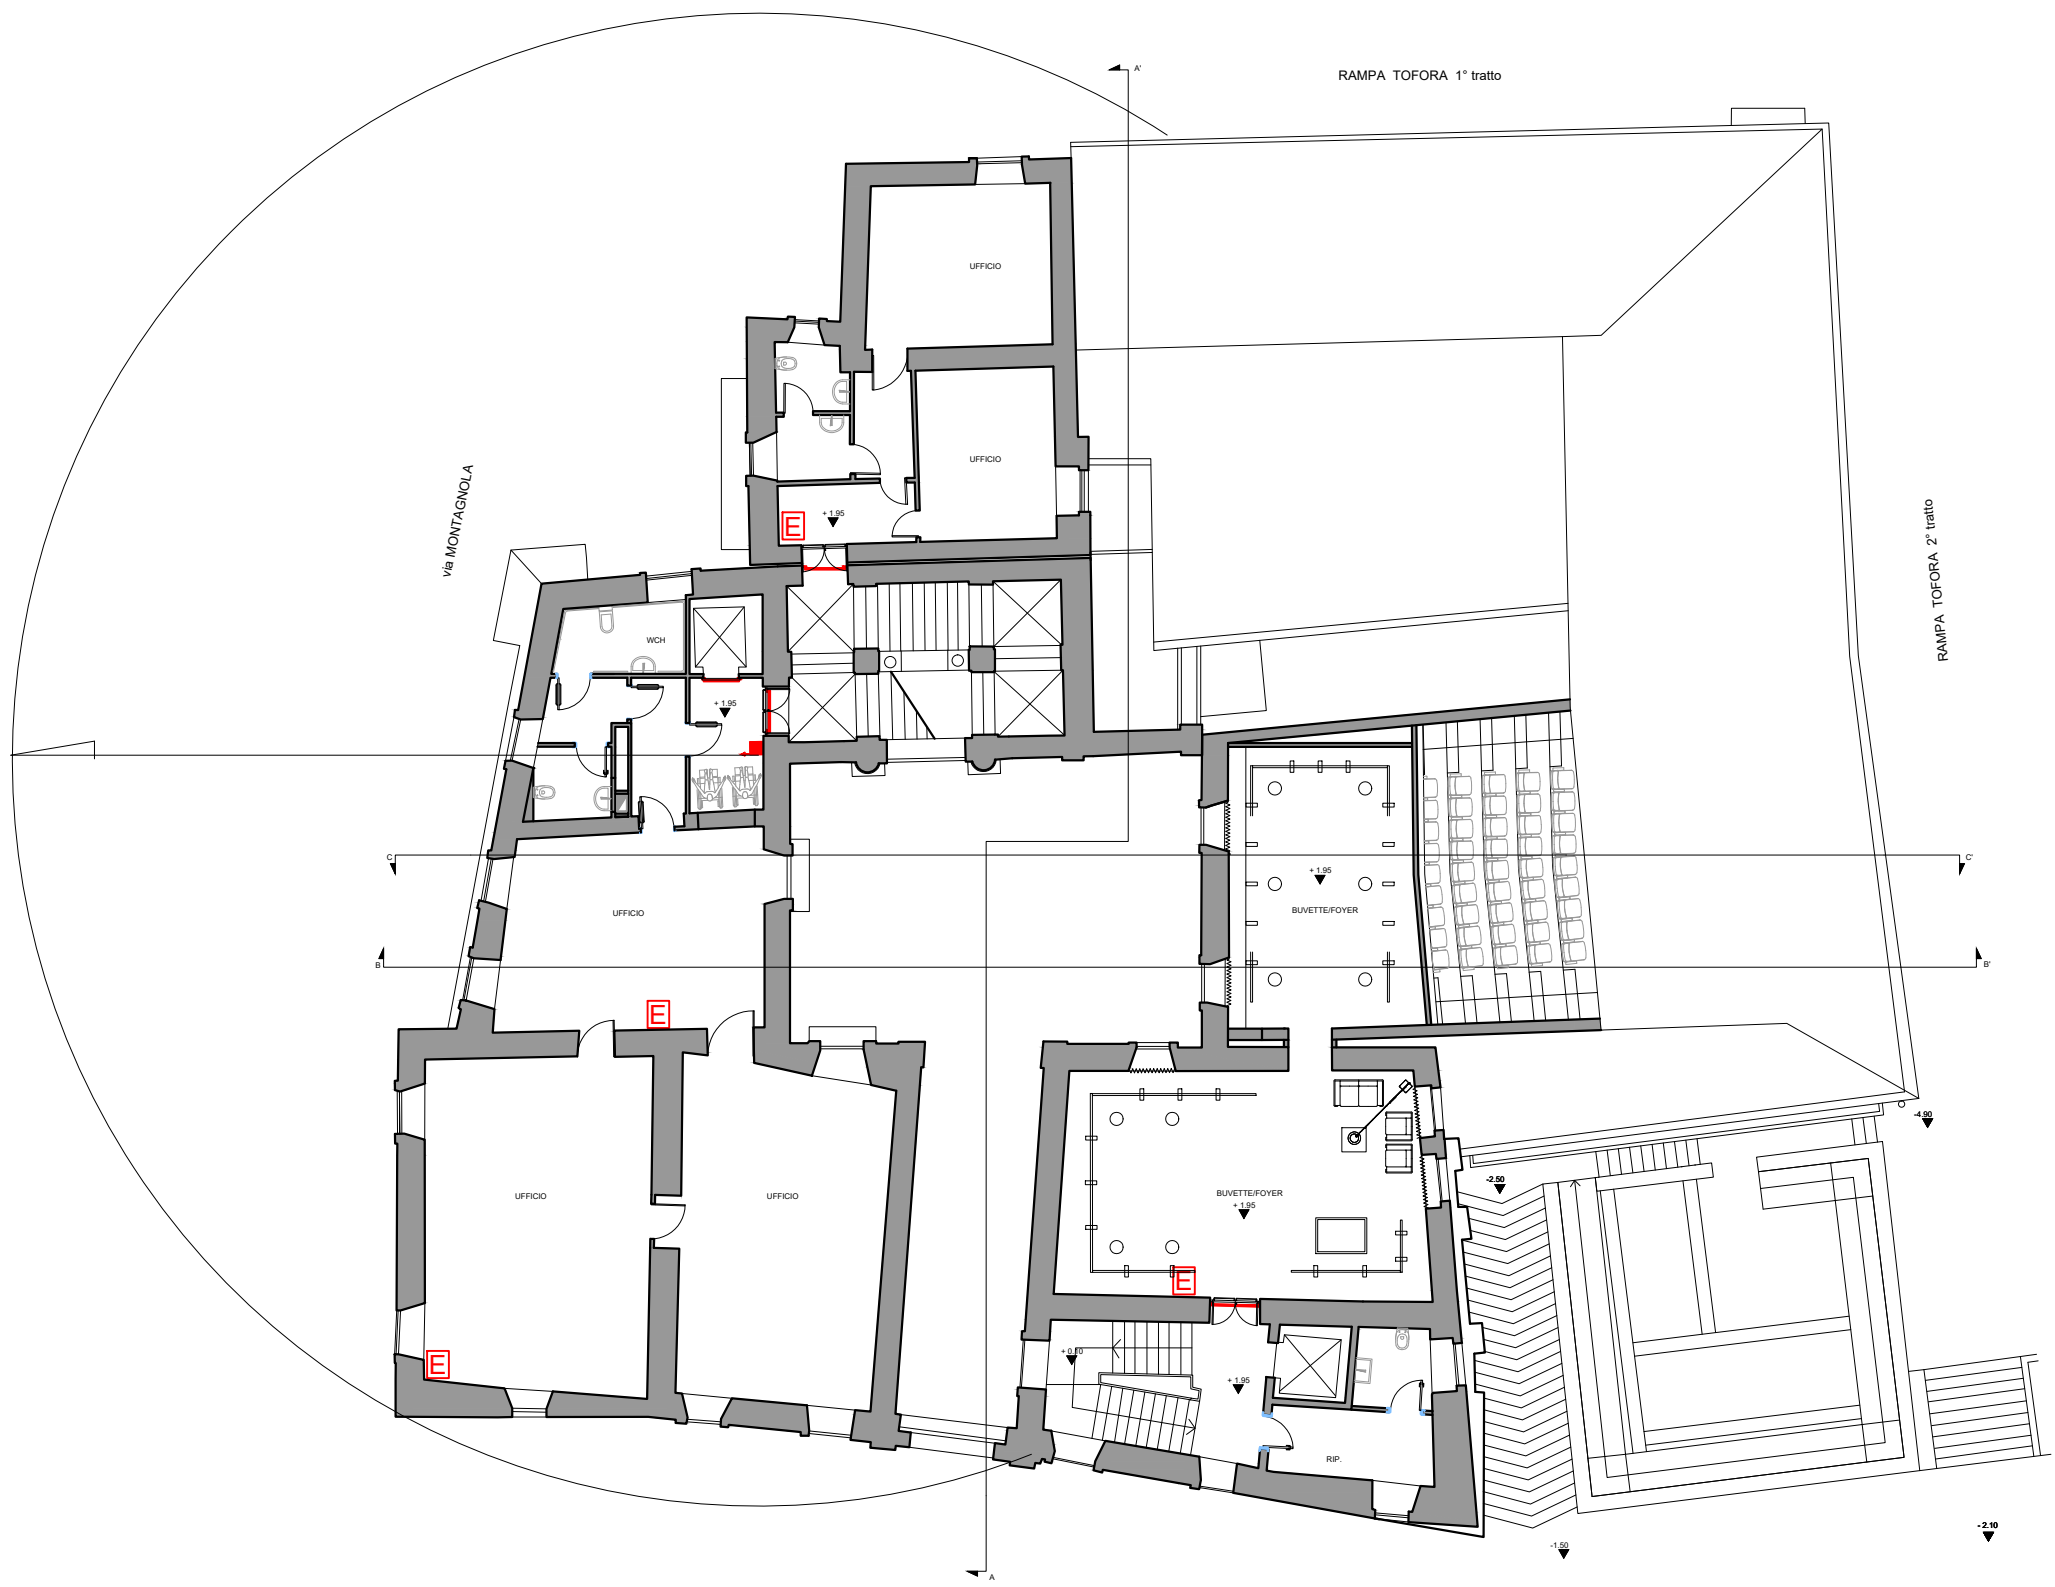 A'
RAMPA TOFORA 1° tratto
UFFICIO
via MONTAGNOLA
UFFICIO
E
+ 1.95
RAMPA TOFORA 2° tratto
WCH
+ 1.95
C
C'
+ 1.95
BUVETTE/FOYER
UFFICIO
B
B'
E
-4.90
-2.50
UFFICIO
UFFICIO
BUVETTE/FOYER
+ 1.95
E
E
+ 0.10
+ 1.95
RIP.
- 2.10
-1.50
A